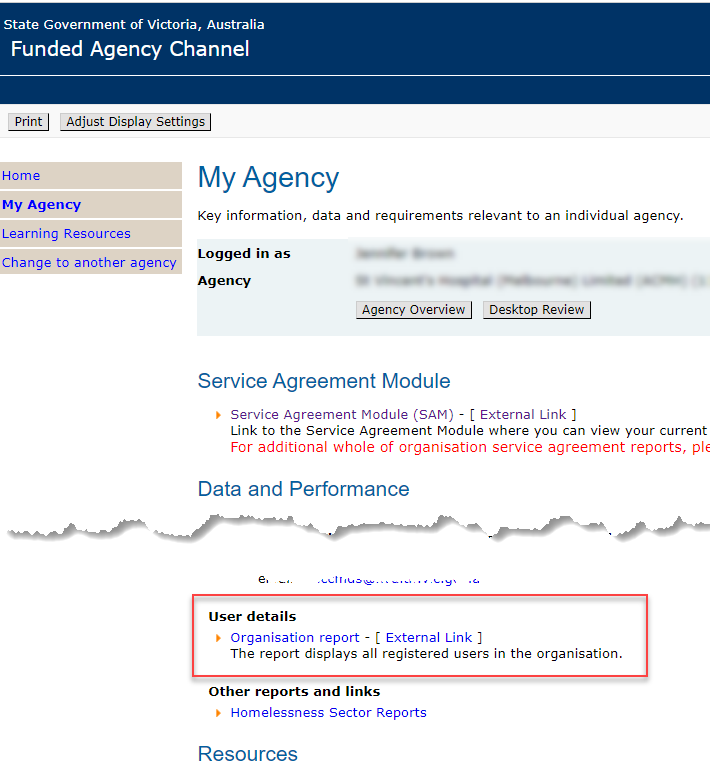 State Government of Victoria, Australia
Funded Agency Channel
Print Adjust Display Settings
Home
My Agency
Learning Resources
Change to another agency
My Agency
Key information, data and requirements relevant to an individual agency.
Logged in as
Agency
Agency Overview Desktop Review
Service Agreement Module
Service Agreement Module (SAM) - [ External Link ]
Link to the Service Agreement Module where you can view your current
For additional whole of organisation service agreement reports,
Data and Performance
User details
Organisation report - [ External Link ]
The report displays all registered users in the organisation.
Other reports and links
Homelessness Sector Reports
Resources